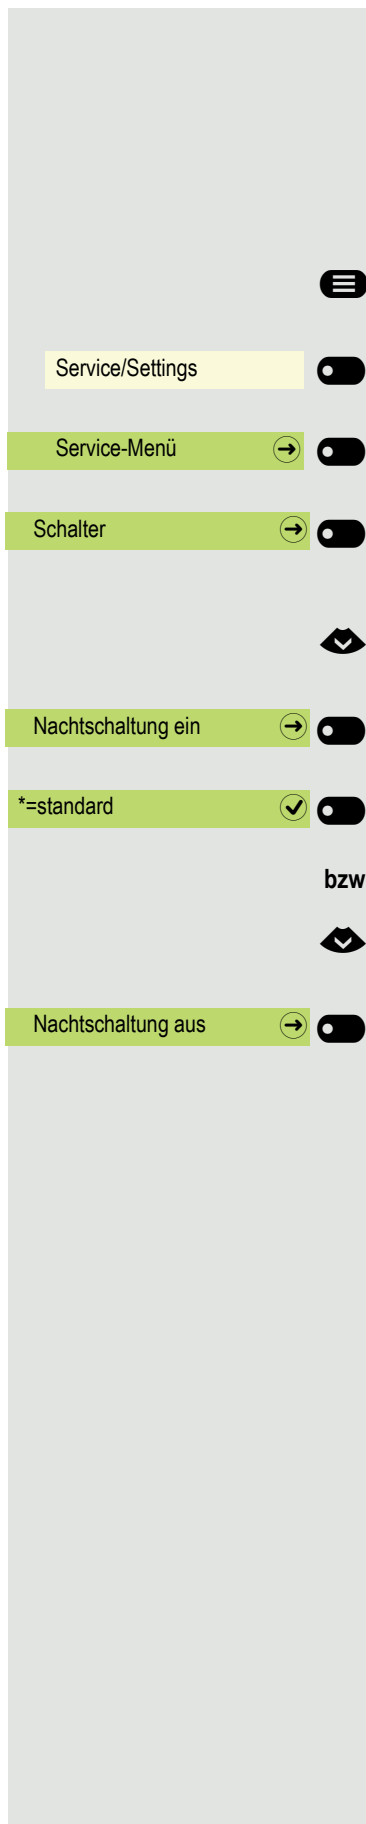 Service/Settings
Service-Menü
Schalter
Nachtschaltung ein
*=standard
bzw
Nachtschaltung aus